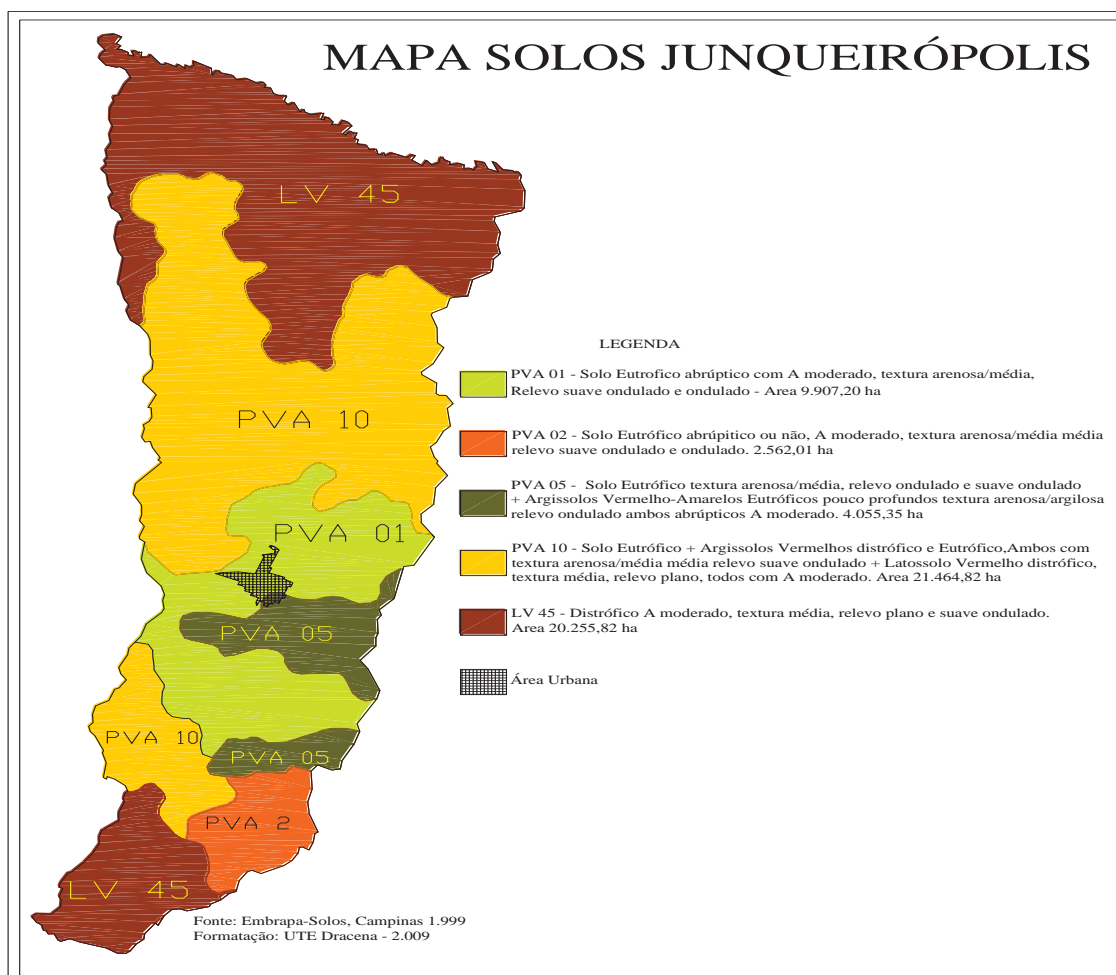 MAPA SOLOS JUNQUEIRÓPOLIS
LV 45
PVA 10
PVA 01
PVA 05
PVA 10
PVA 05
PVA 2
LV 45
LEGENDA
PVA 01 - Solo Eutrofico abrúptico com A moderado, textura arenosa/média,
Relevo suave ondulado e ondulado - Area 9.907,20 ha
PVA 02 - Solo Eutrófico abrúpitico ou não, A moderado, textura arenosa/média média
relevo suave ondulado e ondulado. 2.562,01 ha
PVA 05 - Solo Eutrófico textura arenosa/média, relevo ondulado e suave ondulado
+ Argissolos Vermelho-Amarelos Eutróficos pouco profundos textura arenosa/argilosa
relevo ondulado ambos abrúpticos A moderado. 4.055,35 ha
PVA 10 - Solo Eutrófico + Argissolos Vermelhos distrófico e Eutrófico,Ambos com
textura arenosa/média média relevo suave ondulado + Latossolo Vermelho distrófico,
textura média, relevo plano, todos com A moderado. Area 21.464,82 ha
LV 45 - Distrófico A moderado, textura média, relevo plano e suave ondulado.
Area 20.255,82 ha
Área Urbana
Fonte: Embrapa-Solos, Campinas 1.999
Formatação: UTE Dracena - 2.009